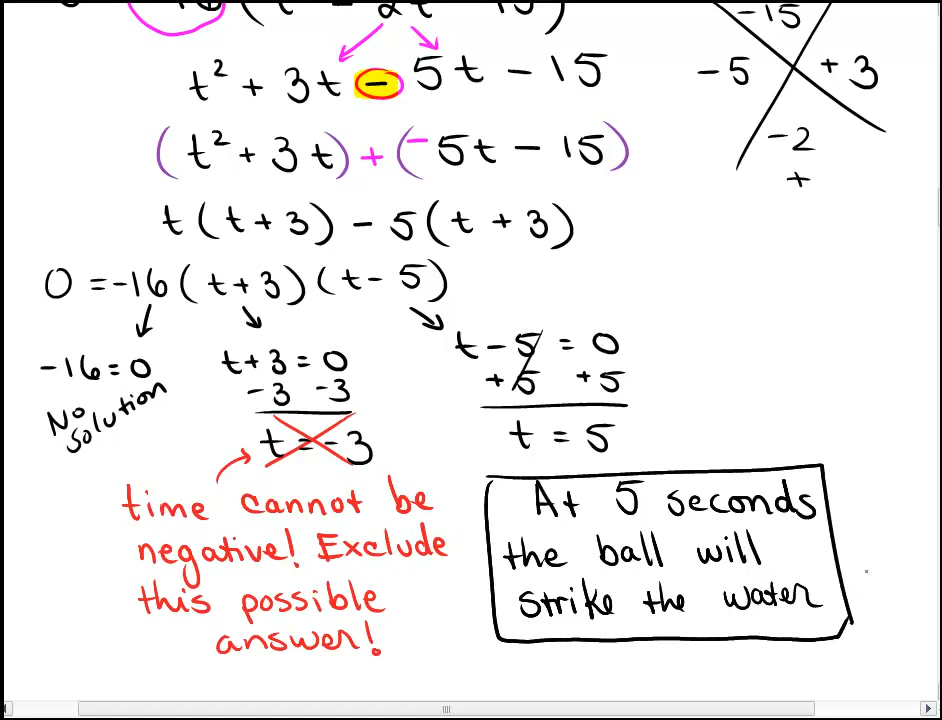 -15
t² + 3t - 5t - 15
-5 +3
(t² + 3t) + (-5t - 15)
-2
+
t(t+3) - 5(t+3)
0 = -16(t+3)(t-5)
-16=0
No solution
t+3=0
-3 -3
t=-3
t-5 = 0
+5 +5
t = 5
time cannot be
negative! Exclude
this possible
answer!
At 5 seconds
the ball will
strike the water